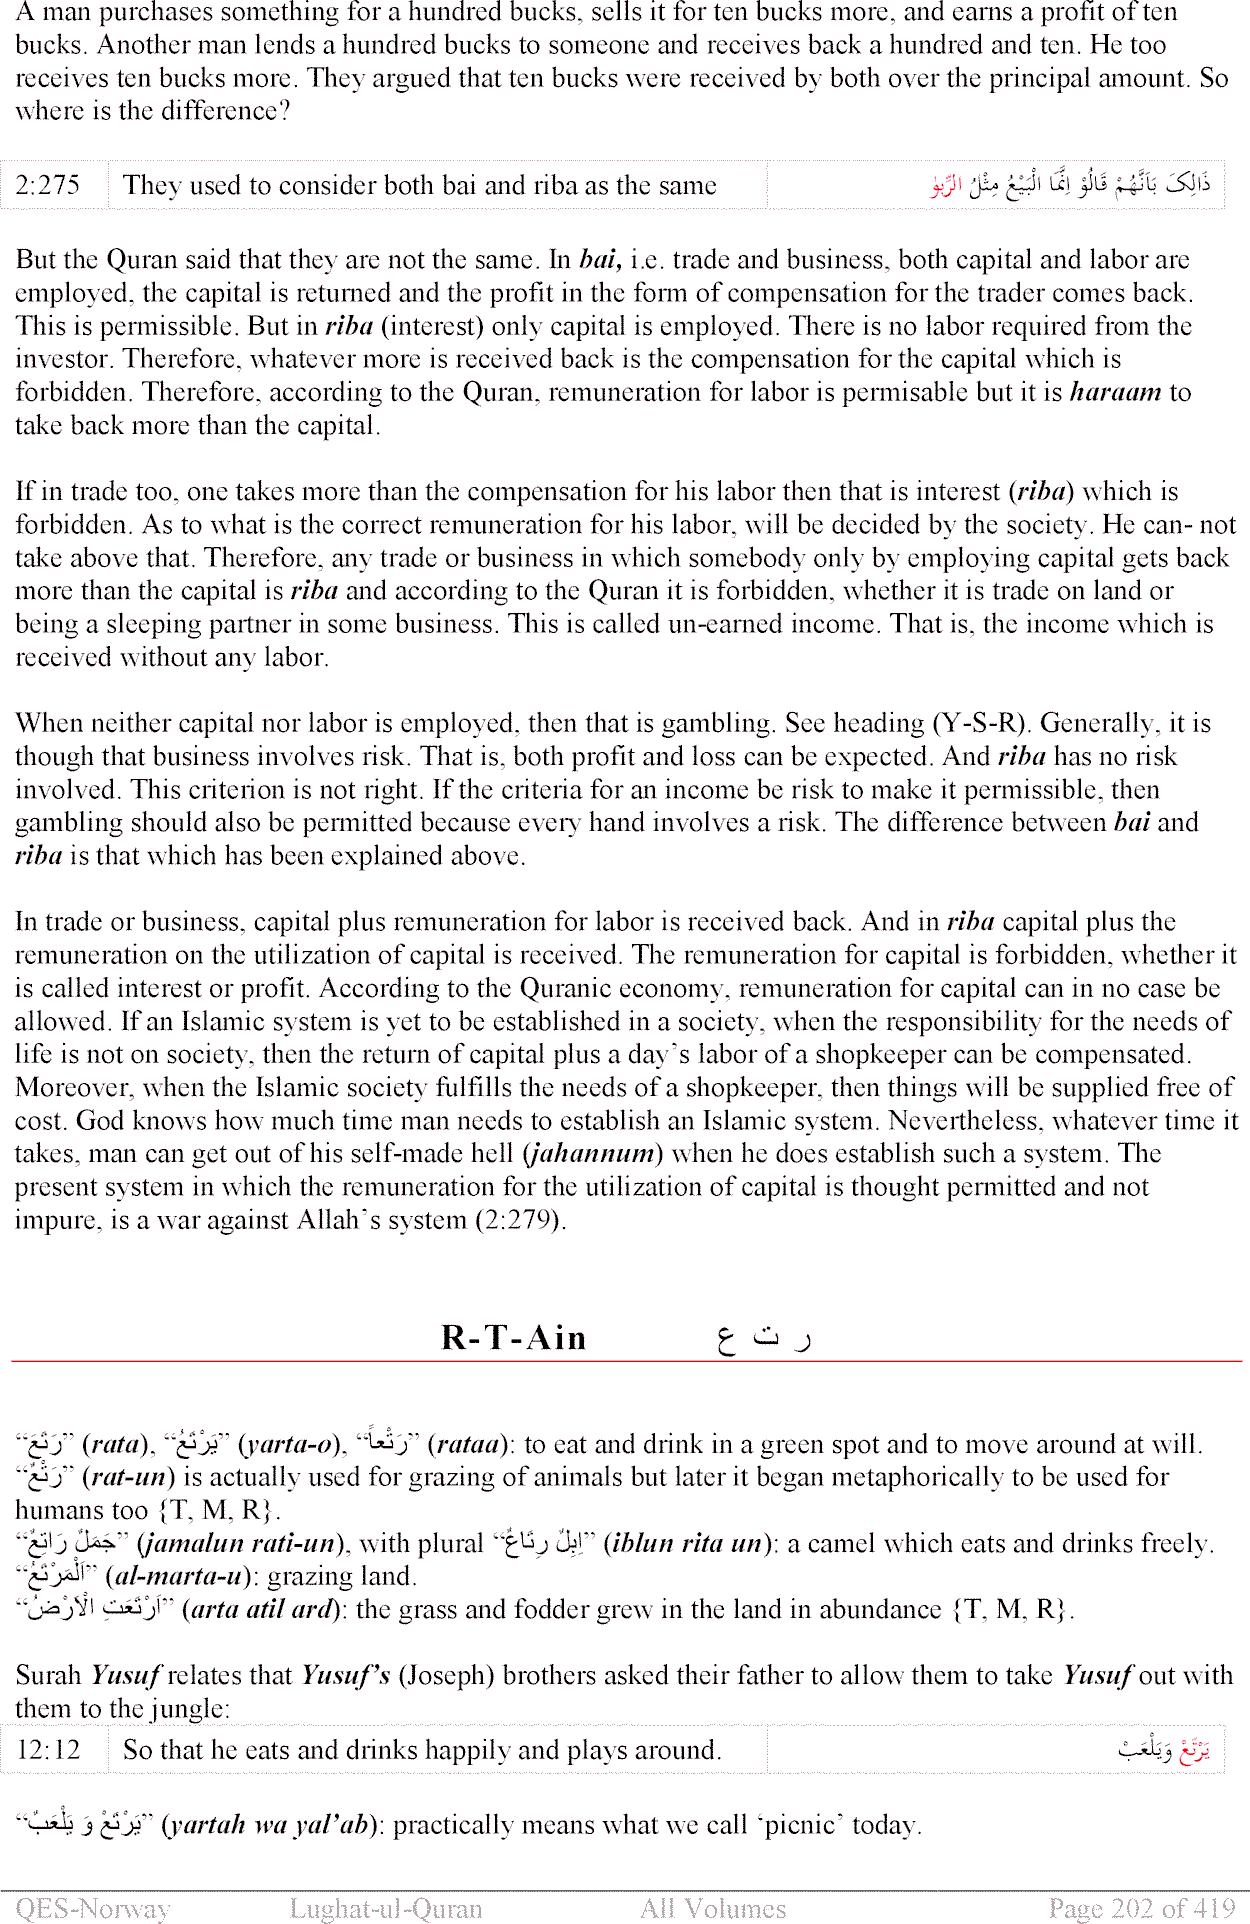 A man purchases something for a hundred bucks, sells it for ten bucks more, and earns a profit of ten
bucks. Another man lends a hundred bucks to someone and receives back a hundred and ten. He too
receives ten bucks more. They argued that ten bucks were received by both over the principal amount. So
where is the difference?
2:275 They used to consider both bai and riba as the same ذَالِکَ بَاَنَّهُمْ قَالُوْ اِنَّمَا الْبَيْعُ مِثْلُ الرِّبٰو
But the Quran said that they are not the same. In bai, i.e. trade and business, both capital and labor are
employed, the capital is returned and the profit in the form of compensation for the trader comes back.
This is permissible. But in riba (interest) only capital is employed. There is no labor required from the
investor. Therefore, whatever more is received back is the compensation for the capital which is
forbidden. Therefore, according to the Quran, remuneration for labor is permisable but it is haraam to
take back more than the capital.
If in trade too, one takes more than the compensation for his labor then that is interest (riba) which is
forbidden. As to what is the correct remuneration for his labor, will be decided by the society. He can- not
take above that. Therefore, any trade or business in which somebody only by employing capital gets back
more than the capital is riba and according to the Quran it is forbidden, whether it is trade on land or
being a sleeping partner in some business. This is called un-earned income. That is, the income which is
received without any labor.
When neither capital nor labor is employed, then that is gambling. See heading (Y-S-R). Generally, it is
though that business involves risk. That is, both profit and loss can be expected. And riba has no risk
involved. This criterion is not right. If the criteria for an income be risk to make it permissible, then
gambling should also be permitted because every hand involves a risk. The difference between bai and
riba is that which has been explained above.
In trade or business, capital plus remuneration for labor is received back. And in riba capital plus the
remuneration on the utilization of capital is received. The remuneration for capital is forbidden, whether it
is called interest or profit. According to the Quranic economy, remuneration for capital can in no case be
allowed. If an Islamic system is yet to be established in a society, when the responsibility for the needs of
life is not on society, then the return of capital plus a day's labor of a shopkeeper can be compensated.
Moreover, when the Islamic society fulfills the needs of a shopkeeper, then things will be supplied free of
cost. God knows how much time man needs to establish an Islamic system. Nevertheless, whatever time it
takes, man can get out of his self-made hell (jahannum) when he does establish such a system. The
present system in which the remuneration for the utilization of capital is thought permitted and not
impure, is a war against Allah's system (2:279).
R-T-Ain ر ت ع
“رَتَعَ” (rata), “يَرْتَعُ” (yarta-o), “رَتْعاً” (rataa): to eat and drink in a green spot and to move around at will.
“رَتْعٌ” (rat-un) is actually used for grazing of animals but later it began metaphorically to be used for
humans too {T, M, R}.
“جَمَلٌ رَاتِعٌ” (jamalun rati-un), with plural “اِبِلٌ رِتَاعٌ” (iblun rita un): a camel which eats and drinks freely.
“اَلْمَرْتَعُ” (al-marta-u): grazing land.
“اَرْتَعَتِ الْاَرْضُ” (arta atil ard): the grass and fodder grew in the land in abundance {T, M, R}.
Surah Yusuf relates that Yusuf's (Joseph) brothers asked their father to allow them to take Yusuf out with
them to the jungle:
12:12 So that he eats and drinks happily and plays around. يَرْتَعْ وَيَلْعَبْ
“يَرْتَعْ وَ يَلْعَبْ” (yartah wa yal'ab): practically means what we call ‘picnic’ today.
QES-Norway Lughat-ul-Quran All Volumes Page 202 of 419